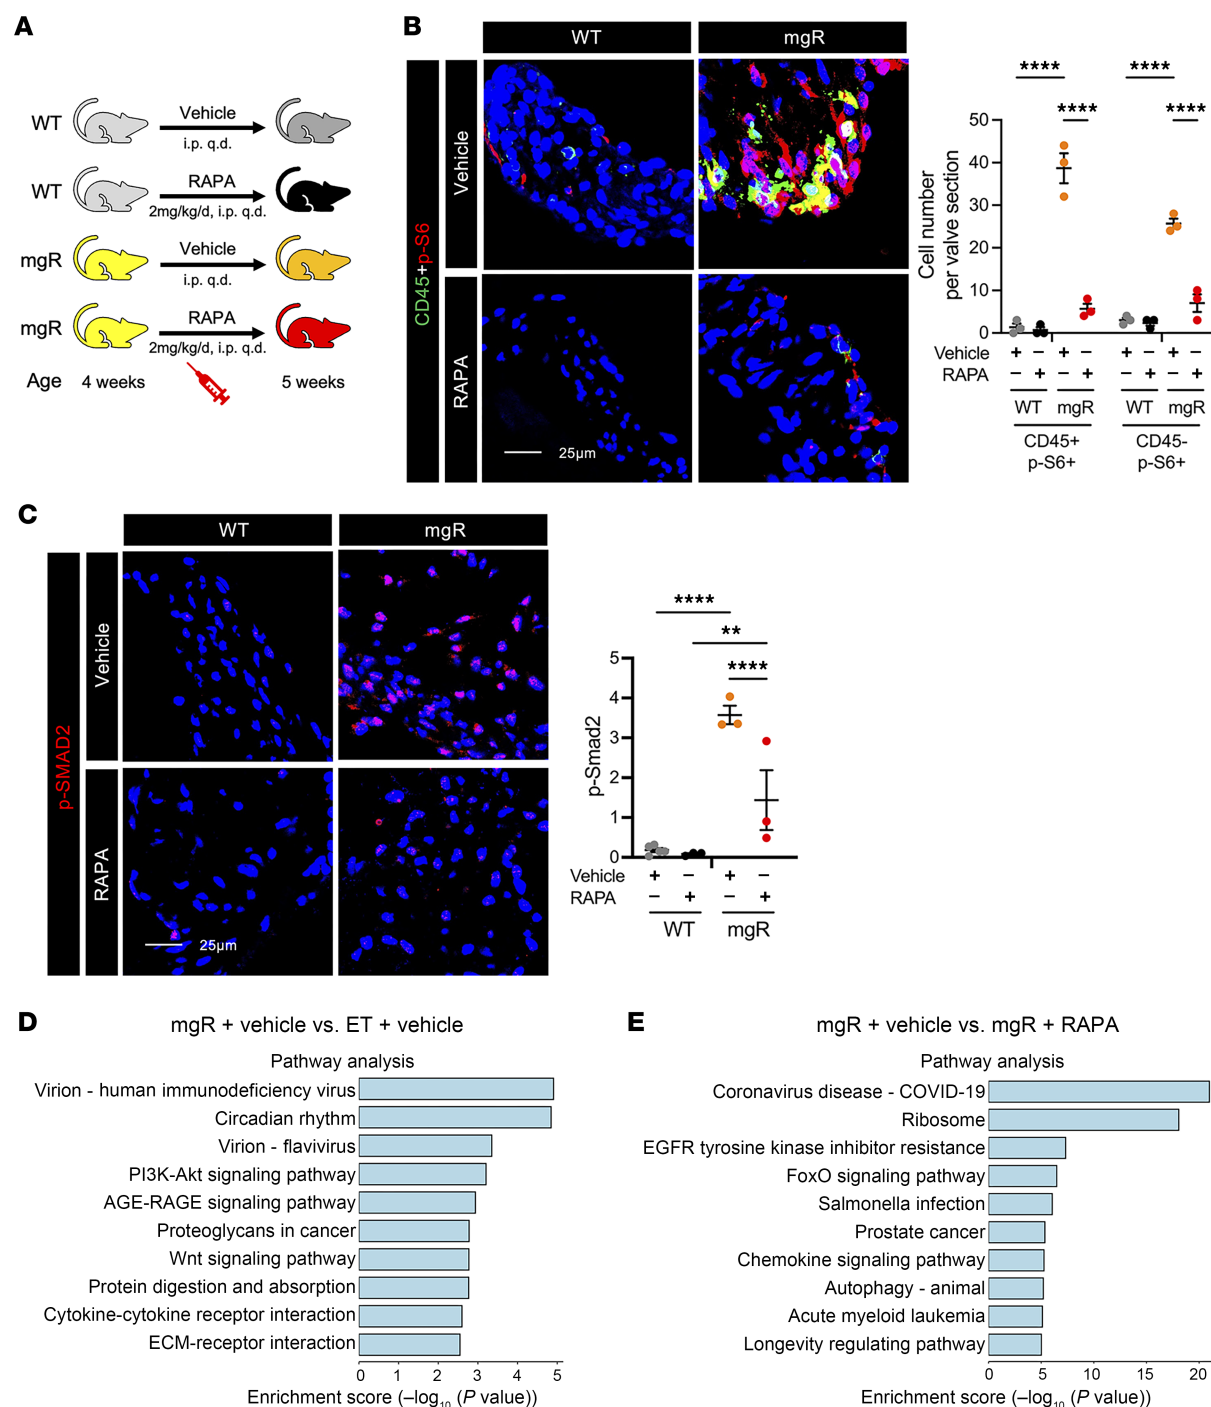 A
WT
Vehicle
i.p. q.d.
WT
RAPA
2mg/kg/d, i.p. q.d.
mgR
Vehicle
i.p. q.d.
mgR
RAPA
2mg/kg/d, i.p. q.d.
Age
4 weeks
5 weeks
B
WT
mgR
CD45+p-S6
Vehicle
RAPA
25µm
**** ****
**** ****
Cell number
per valve section
50
40
30
20
10
0
Vehicle + − + − + − + −
RAPA − + − + − + − +
WT mgR WT mgR
CD45+ CD45-
p-S6+ p-S6+
C
WT
mgR
p-SMAD2
Vehicle
RAPA
25µm
****
**
****
p-Smad2
5
4
3
2
1
0
Vehicle + − + −
RAPA − + − +
WT mgR
D
mgR + vehicle vs. ET + vehicle
Pathway analysis
Virion - human immunodeficiency virus
Circadian rhythm
Virion - flavivirus
PI3K-Akt signaling pathway
AGE-RAGE signaling pathway
Proteoglycans in cancer
Wnt signaling pathway
Protein digestion and absorption
Cytokine-cytokine receptor interaction
ECM-receptor interaction
0 1 2 3 4 5
Enrichment score (–log10 (P value))
E
mgR + vehicle vs. mgR + RAPA
Pathway analysis
Coronavirus disease - COVID-19
Ribosome
EGFR tyrosine kinase inhibitor resistance
FoxO signaling pathway
Salmonella infection
Prostate cancer
Chemokine signaling pathway
Autophagy - animal
Acute myeloid leukemia
Longevity regulating pathway
0 5 10 15 20
Enrichment score (–log10 (P value))